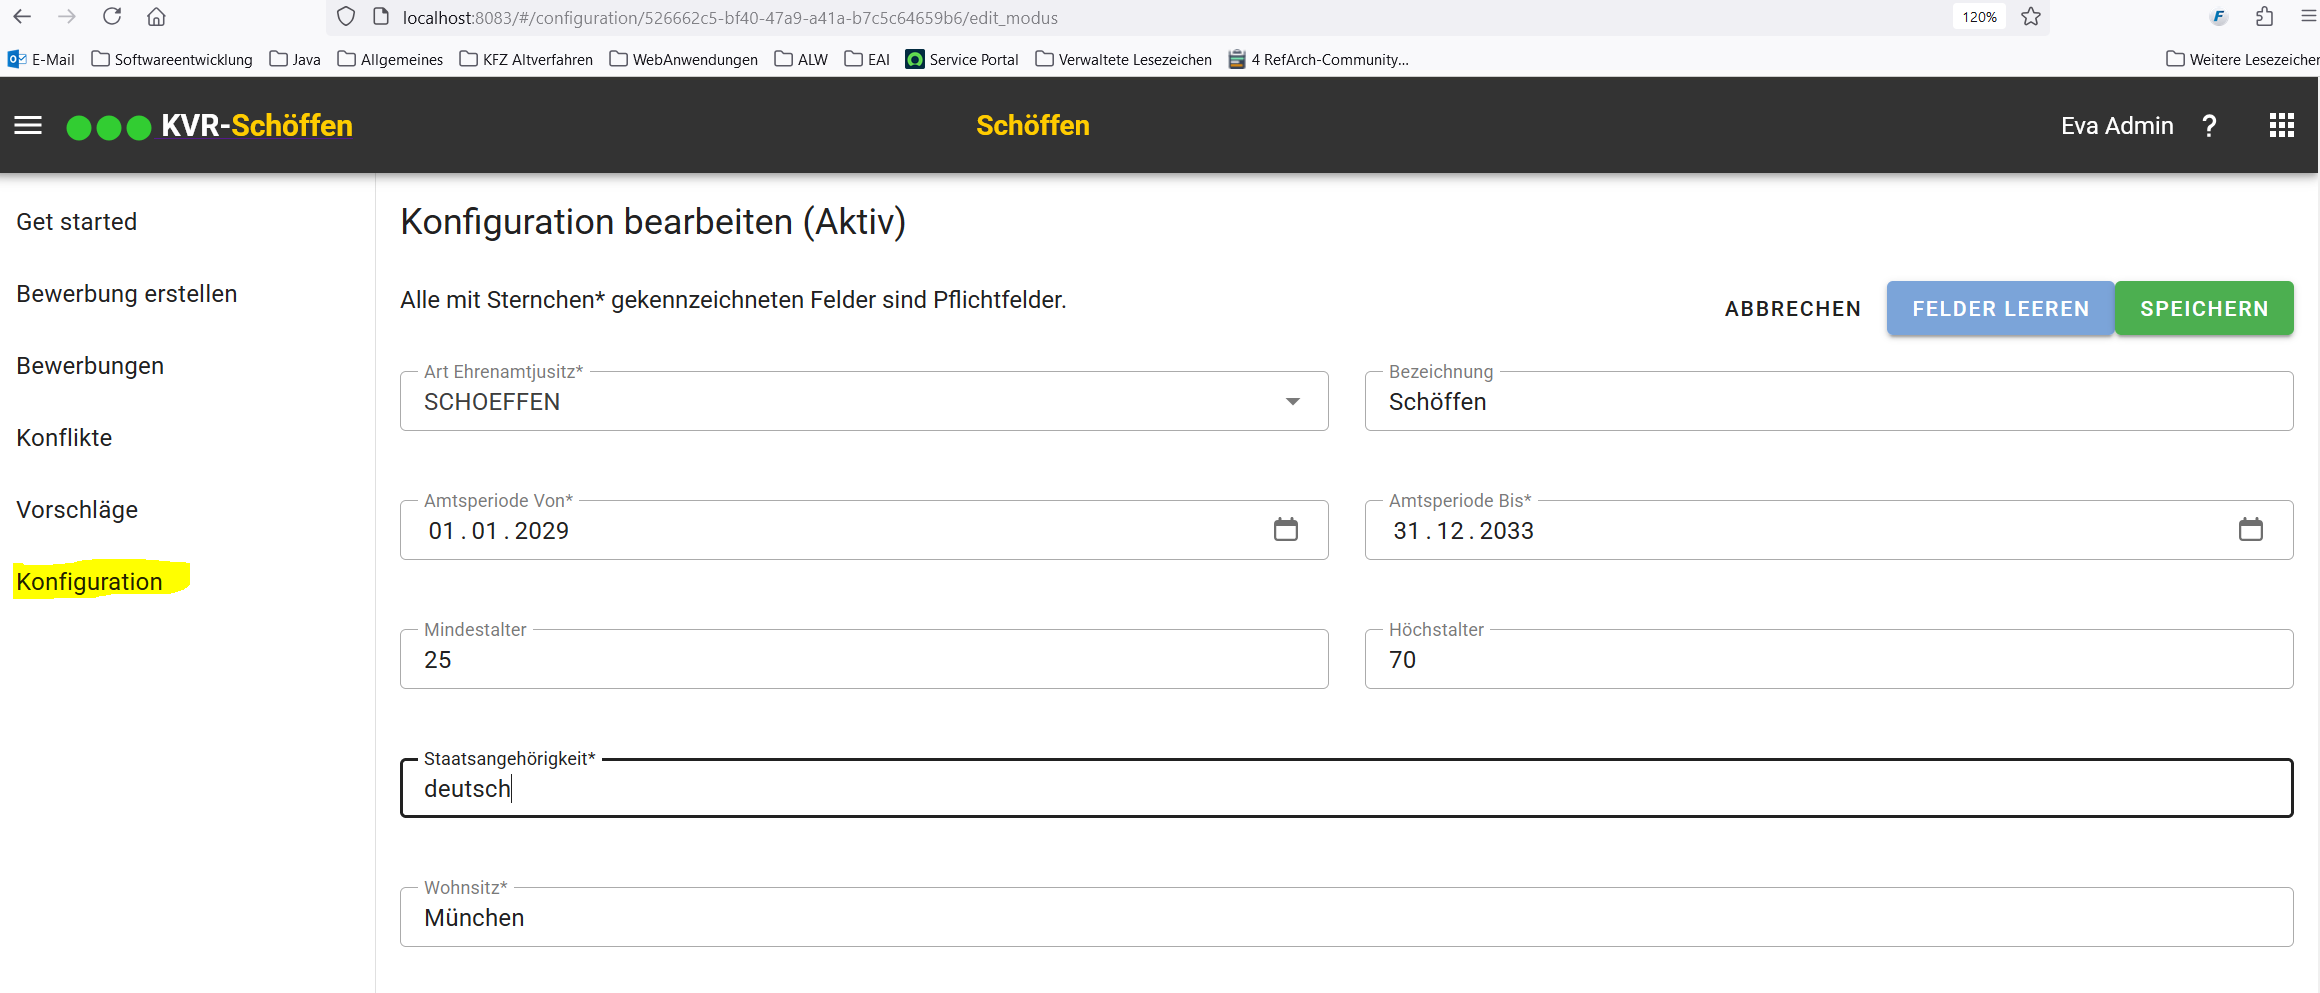 localhost:8083/#/configuration/526662c5-bf40-47a9-a41a-b7c5c64659b6/edit_modus 120%
E-Mail Softwareentwicklung Java Allgemeines KFZ Altverfahren WebAnwendungen ALW EAI Service Portal Verwaltete Lesezeichen 4 RefArch-Community... Weitere Lesezeichen
KVR-Schöffen Schöffen Eva Admin ?
Get started
Bewerbung erstellen
Bewerbungen
Konflikte
Vorschläge
Konfiguration
Konfiguration bearbeiten (Aktiv)
Alle mit Sternchen* gekennzeichneten Felder sind Pflichtfelder.
ABBRECHEN FELDER LEEREN SPEICHERN
Art Ehrenamtjusitz*
SCHOEFFEN
Bezeichnung
Schöffen
Amtsperiode Von*
01.01.2029
Amtsperiode Bis*
31.12.2033
Mindestalter
25
Höchstalter
70
Staatsangehörigkeit*
deutsch
Wohnsitz*
München